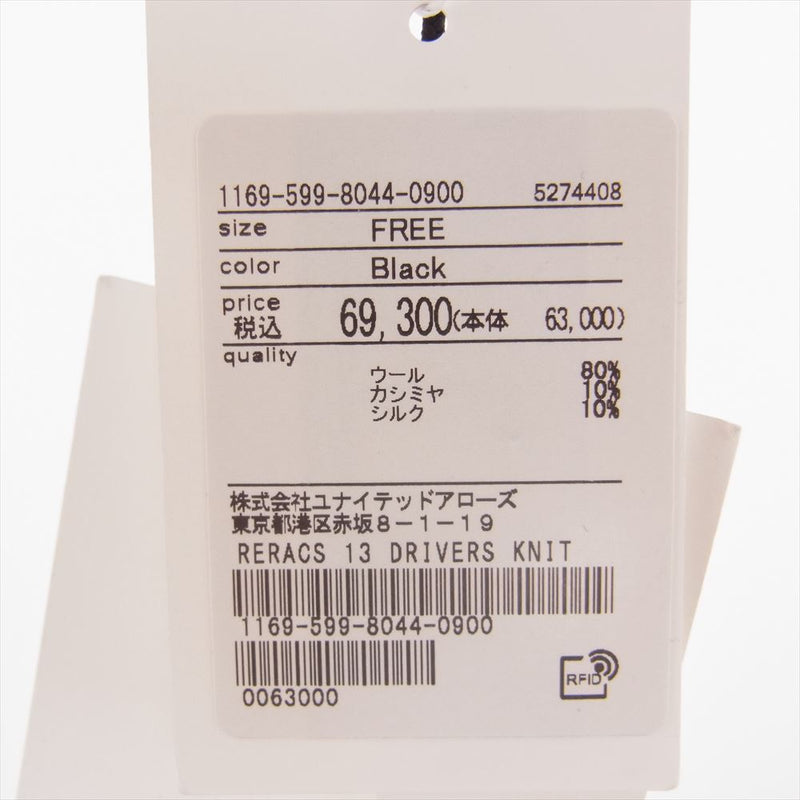 1169-599-8044-0900 5274408
size FREE
color Black
price
税込 69,300(本体 63,000)
quality
ウール 80%
カシミヤ 10%
シルク 10%
株式会社ユナイテッドアローズ
東京都港区赤坂8-1-19
RERACS 13 DRIVERS KNIT
1169-599-8044-0900
0063000
RFID